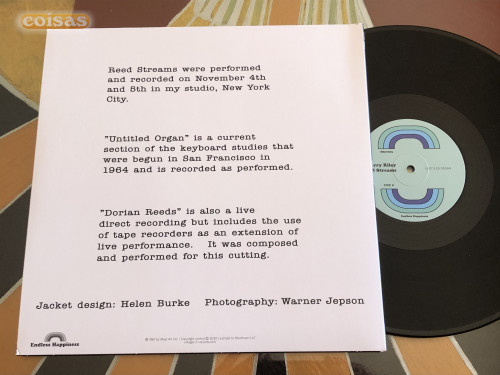 coisas
Reed Streams were performed
and recorded on November 4th
and 5th in my studio, New York
City.
"Untitled Organ" is a current
section of the keyboard studies that
were begun in San Francisco in
1964 and is recorded as performed.
"Dorian Reeds" is also a live
direct recording but includes the use
of tape recorders as an extension of
live performance. It was composed
and performed for this cutting.
Jacket design: Helen Burke Photography: Warner Jepson
Endless Happiness
Riley
Streams
Endless Happiness